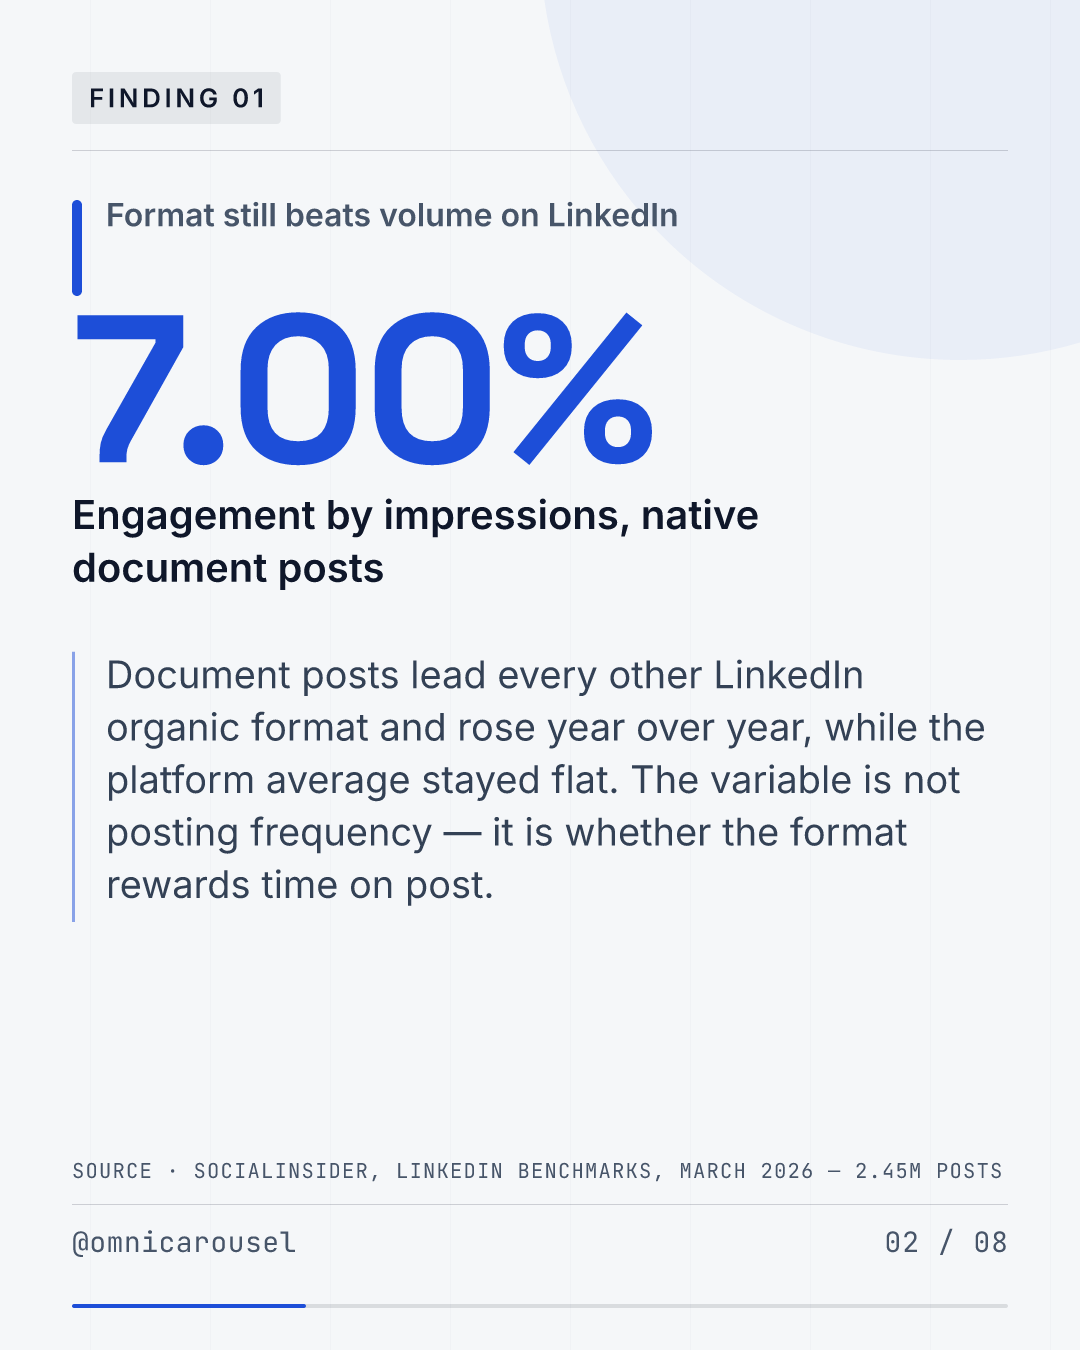 FINDING 01
Format still beats volume on LinkedIn
7.00%
Engagement by impressions, native
document posts
Document posts lead every other LinkedIn
organic format and rose year over year, while the
platform average stayed flat. The variable is not
posting frequency — it is whether the format
rewards time on post.
SOURCE · SOCIALINSIDER, LINKEDIN BENCHMARKS, MARCH 2026 — 2.45M POSTS
@omnicarousel
02 / 08